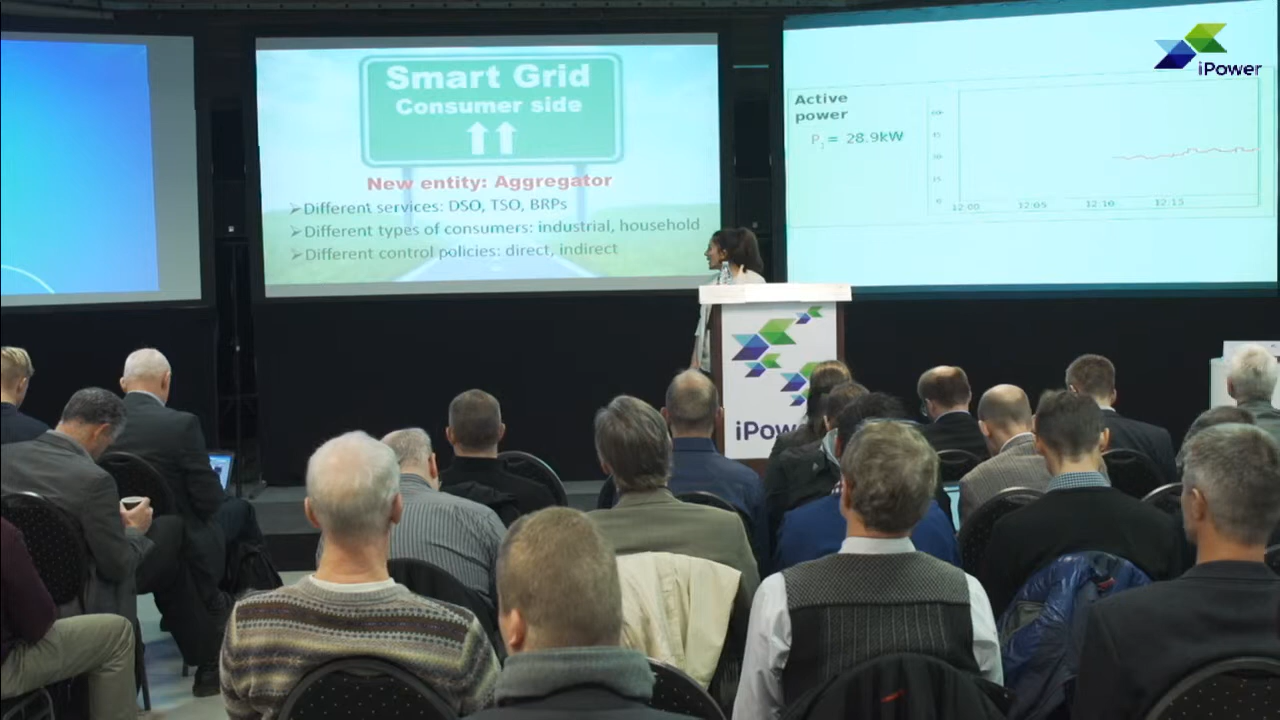 Smart Grid
Consumer side
New entity: Aggregator
➢Different services: DSO, TSO, BRPs
➢Different types of consumers: industrial, household
➢Different control policies: direct, indirect
iPower
Active
power
P = 28.9kW
12:00 12:05 12:10 12:15
iPow